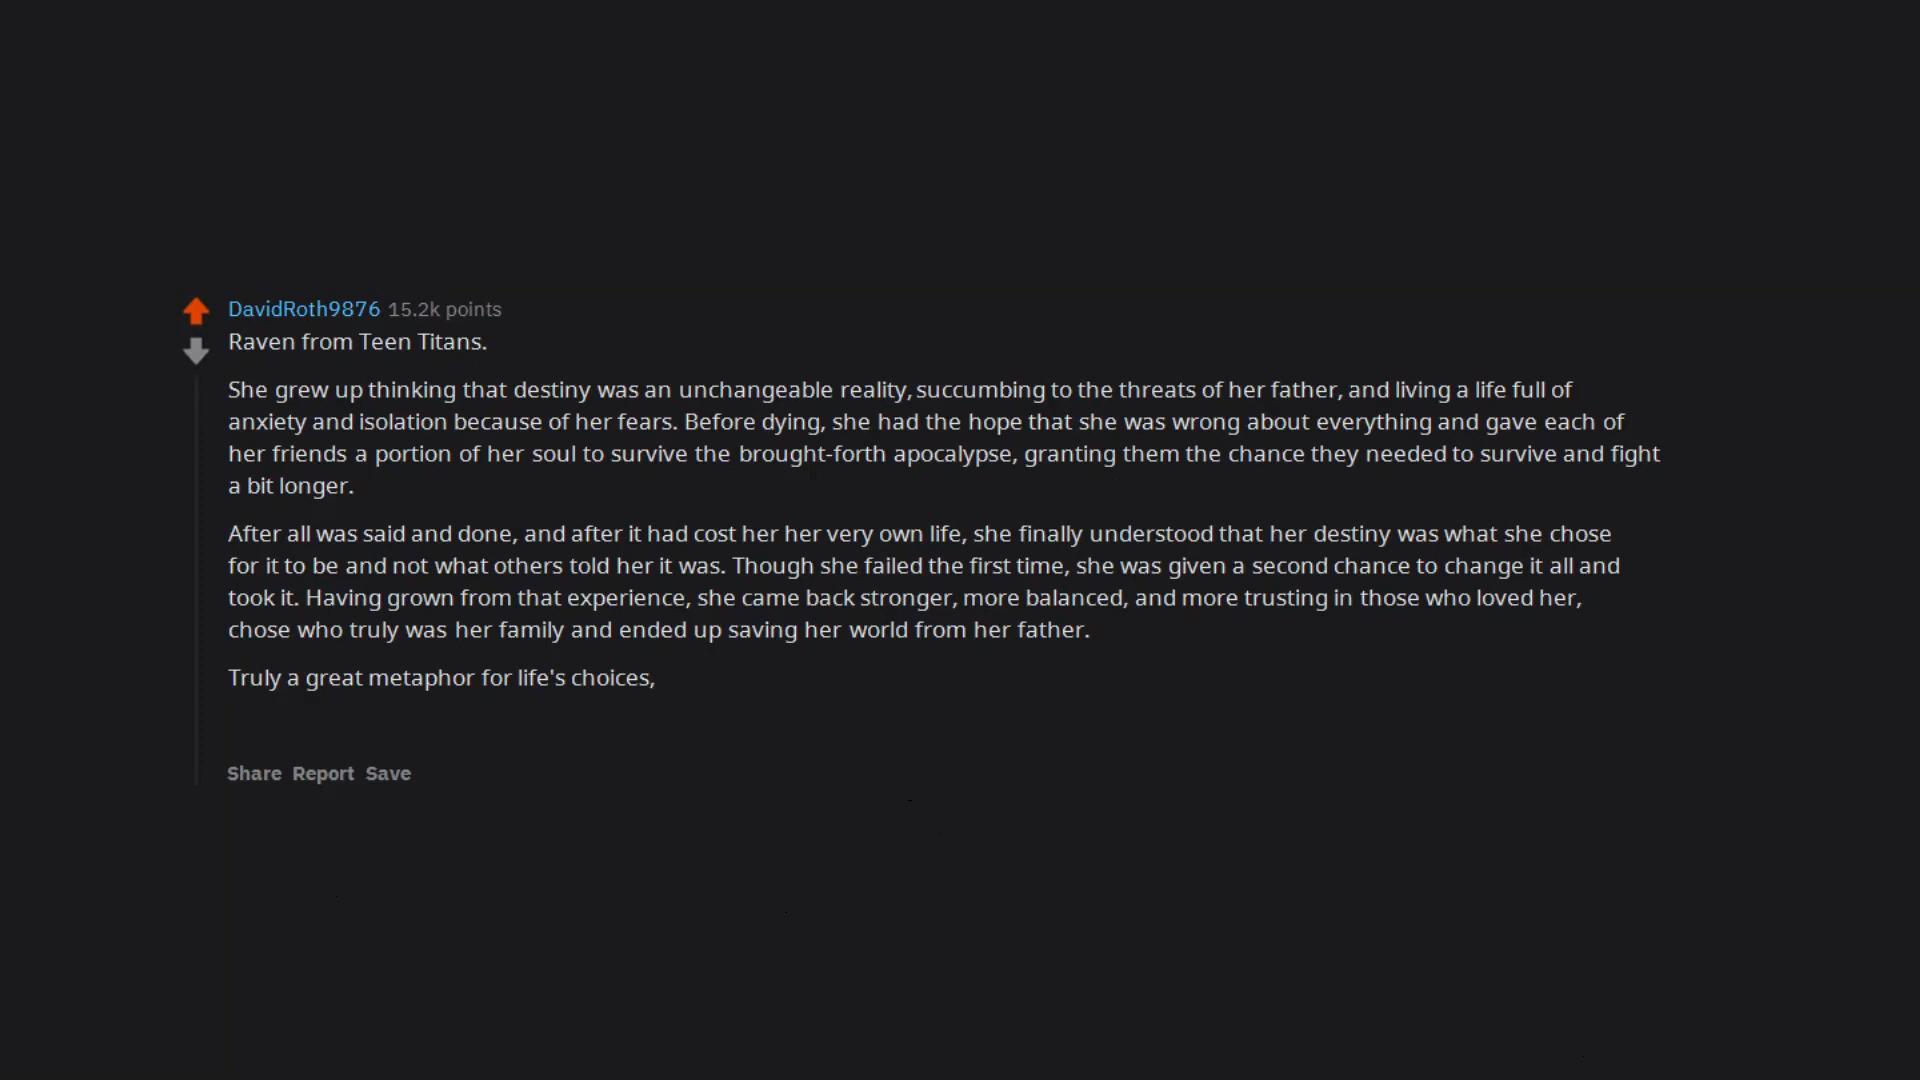 DavidRoth9876 15.2k points
Raven from Teen Titans.
She grew up thinking that destiny was an unchangeable reality, succumbing to the threats of her father, and living a life full of
anxiety and isolation because of her fears. Before dying, she had the hope that she was wrong about everything and gave each of
her friends a portion of her soul to survive the brought-forth apocalypse, granting them the chance they needed to survive and fight
a bit longer.
After all was said and done, and after it had cost her her very own life, she finally understood that her destiny was what she chose
for it to be and not what others told her it was. Though she failed the first time, she was given a second chance to change it all and
took it. Having grown from that experience, she came back stronger, more balanced, and more trusting in those who loved her,
chose who truly was her family and ended up saving her world from her father.
Truly a great metaphor for life's choices,
Share Report Save